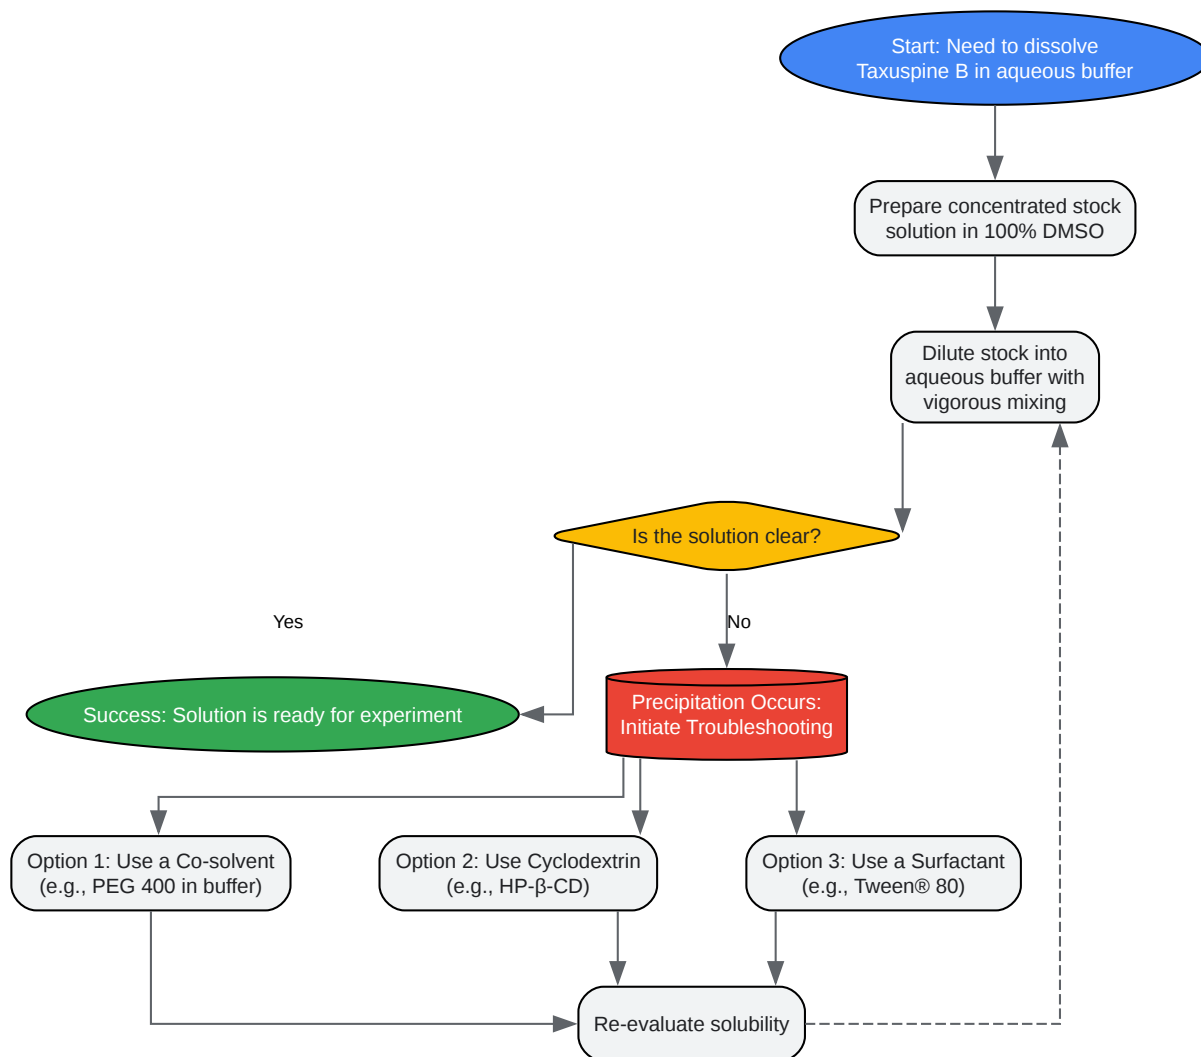 Start: Need to dissolve
Taxuspine B in aqueous buffer
Prepare concentrated stock
solution in 100% DMSO
Dilute stock into
aqueous buffer with
vigorous mixing
Is the solution clear?
Yes
No
Success: Solution is ready for experiment
Precipitation Occurs:
Initiate Troubleshooting
Option 1: Use a Co-solvent
(e.g., PEG 400 in buffer)
Option 2: Use Cyclodextrin
(e.g., HP-β-CD)
Option 3: Use a Surfactant
(e.g., Tween® 80)
Re-evaluate solubility